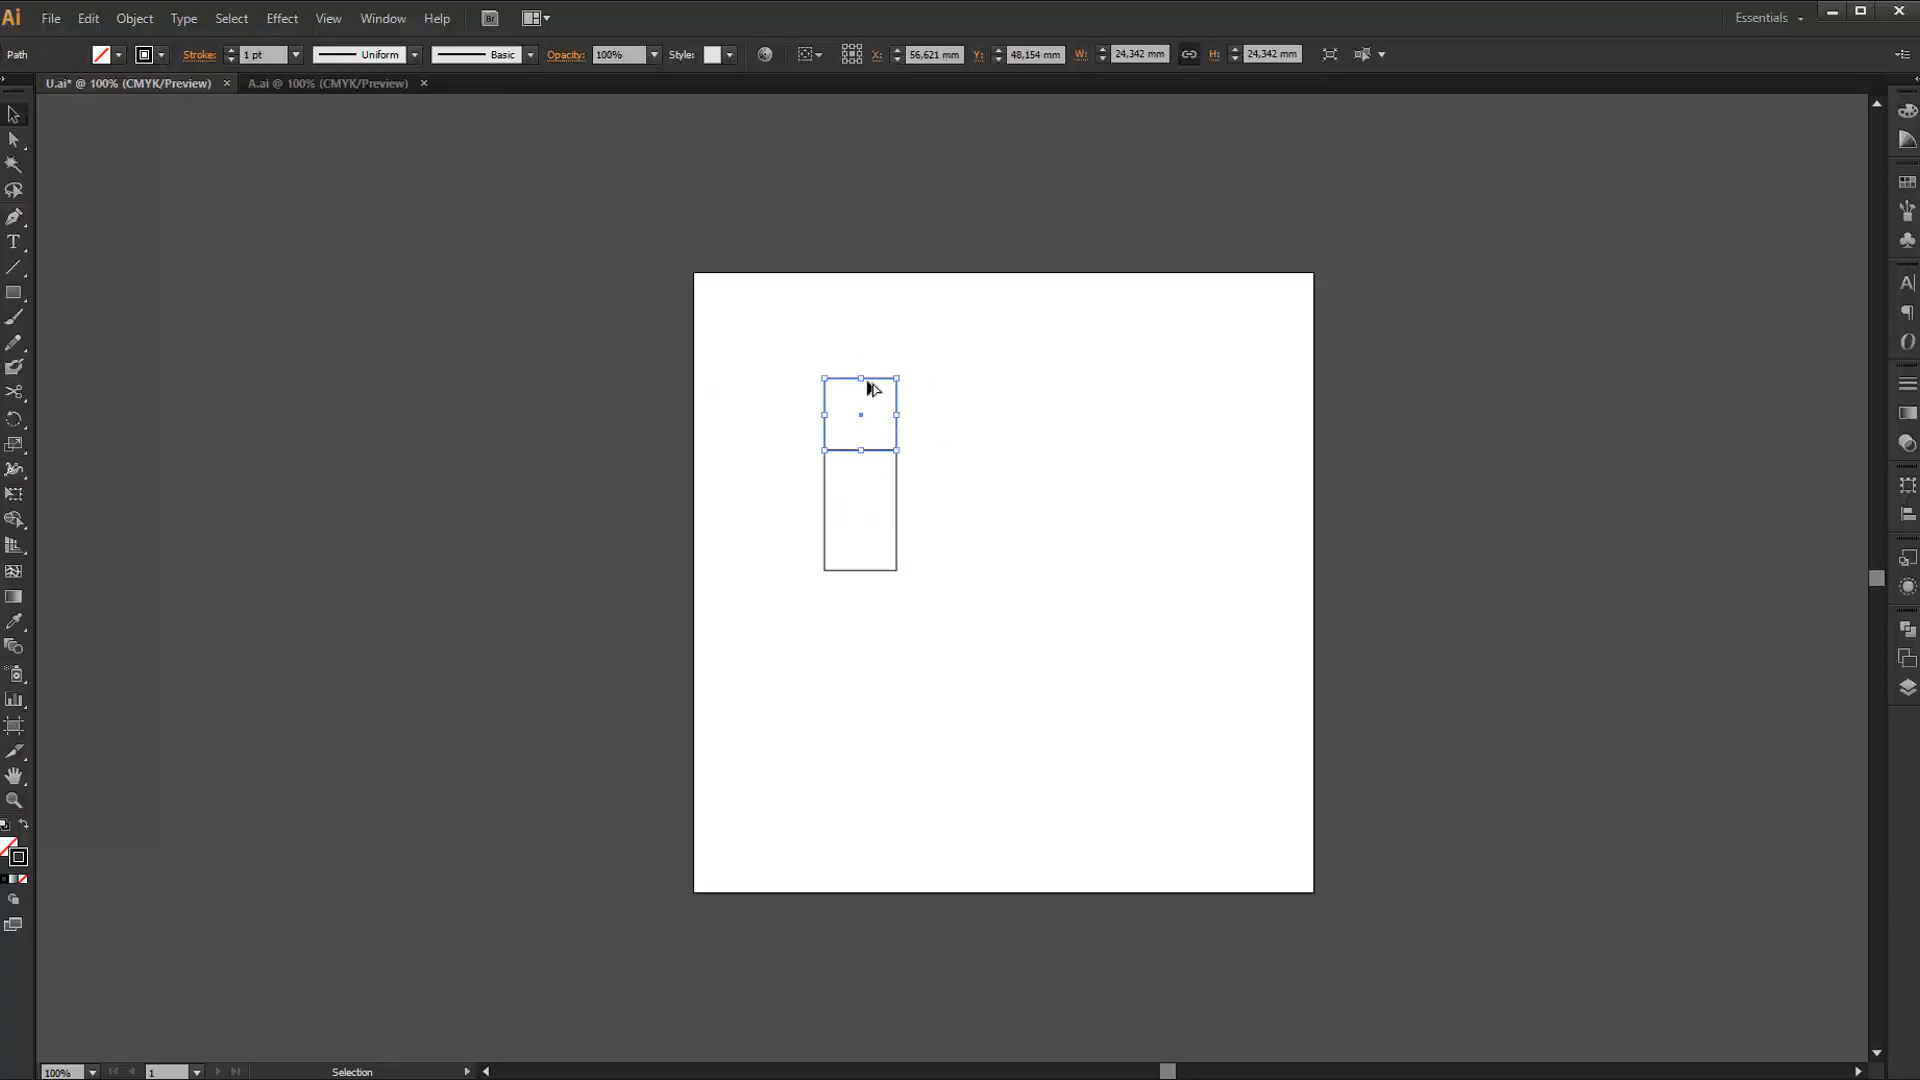 Ai File Edit Object Type Select Effect View Window Help Br Essentials
Path Stroke: 1 pt Uniform Basic Opacity: 100% Style: X: 56,621 mm Y: 48,154 mm W: 24,342 mm H: 24,342 mm
U.ai* @ 100% (CMYK/Preview) × A.ai @ 100% (CMYK/Preview) ×
100% 1 Selection